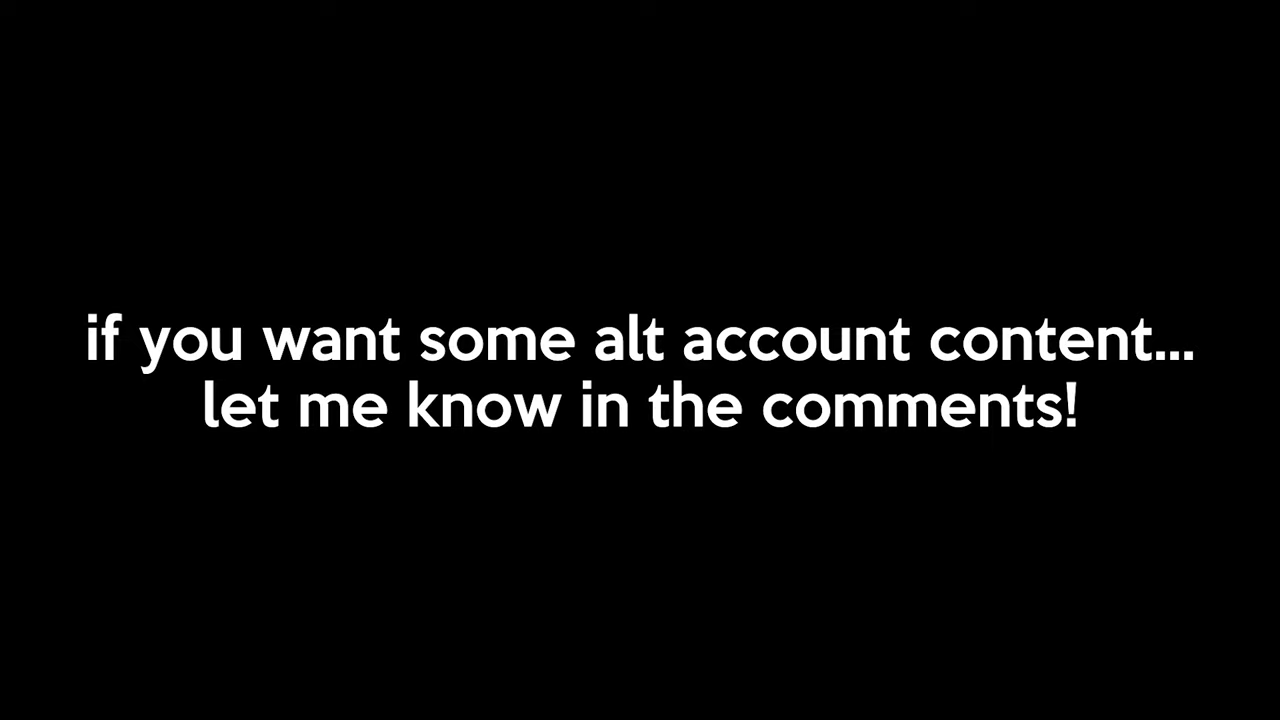 if you want some alt account content...
let me know in the comments!